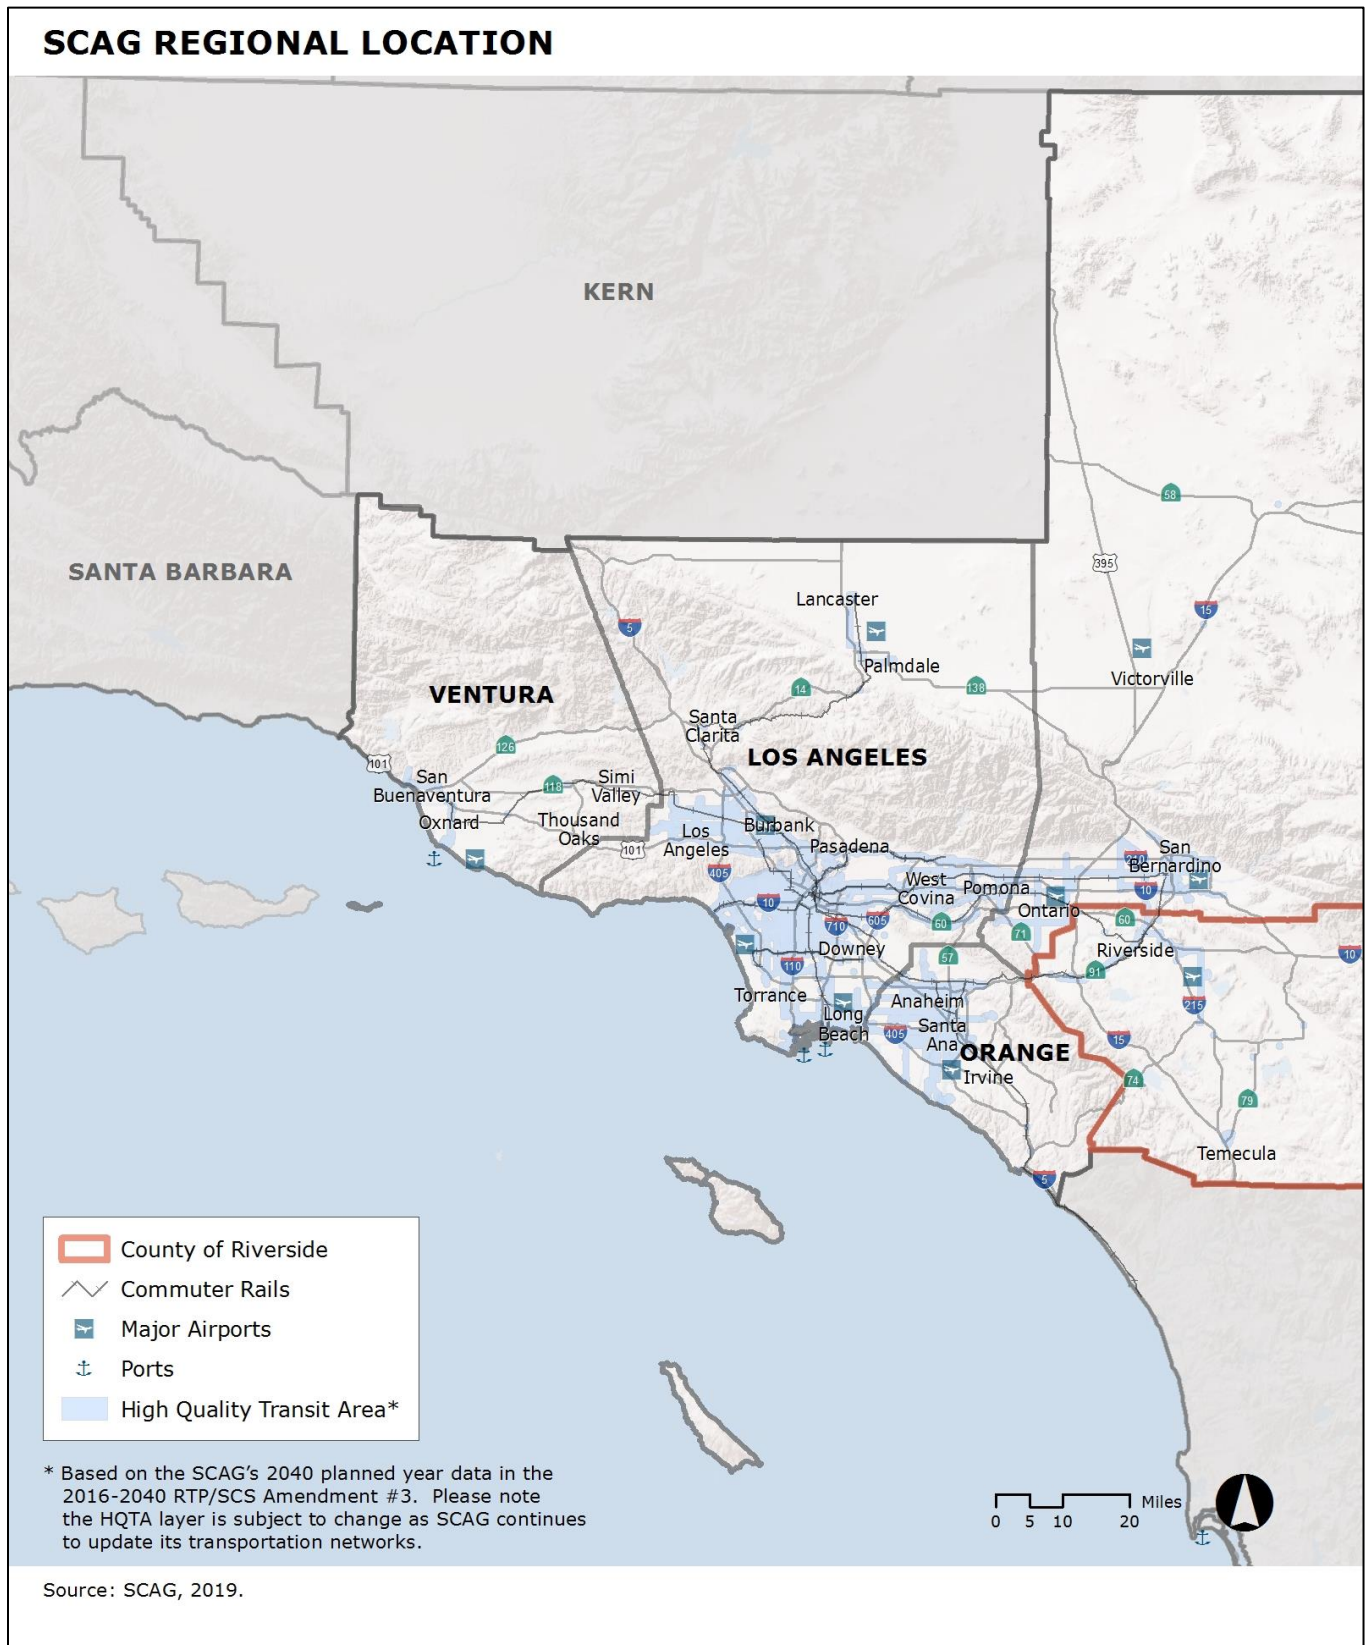 SCAG REGIONAL LOCATION
KERN
SANTA BARBARA
58
395
15
Lancaster
5
Palmdale
Victorville
VENTURA
14
138
Santa
Clarita
LOS ANGELES
126
101
San
Buenaventura
118
Simi
Valley
Oxnard
Thousand
Oaks
101
Los
Angeles
Burbank
Pasadena
San
Bernardino
210
405
West
Covina
Pomona
10
10
Ontario
710
605
60
71
60
Downey
57
Riverside
10
110
91
Torrance
Anaheim
215
Long
Beach
405
Santa
Ana
ORANGE
15
Irvine
74
79
Temecula
5
County of Riverside
Commuter Rails
Major Airports
Ports
High Quality Transit Area*
* Based on the SCAG's 2040 planned year data in the
2016-2040 RTP/SCS Amendment #3. Please note
the HQTA layer is subject to change as SCAG continues
to update its transportation networks.
Miles
0 5 10 20
Source: SCAG, 2019.